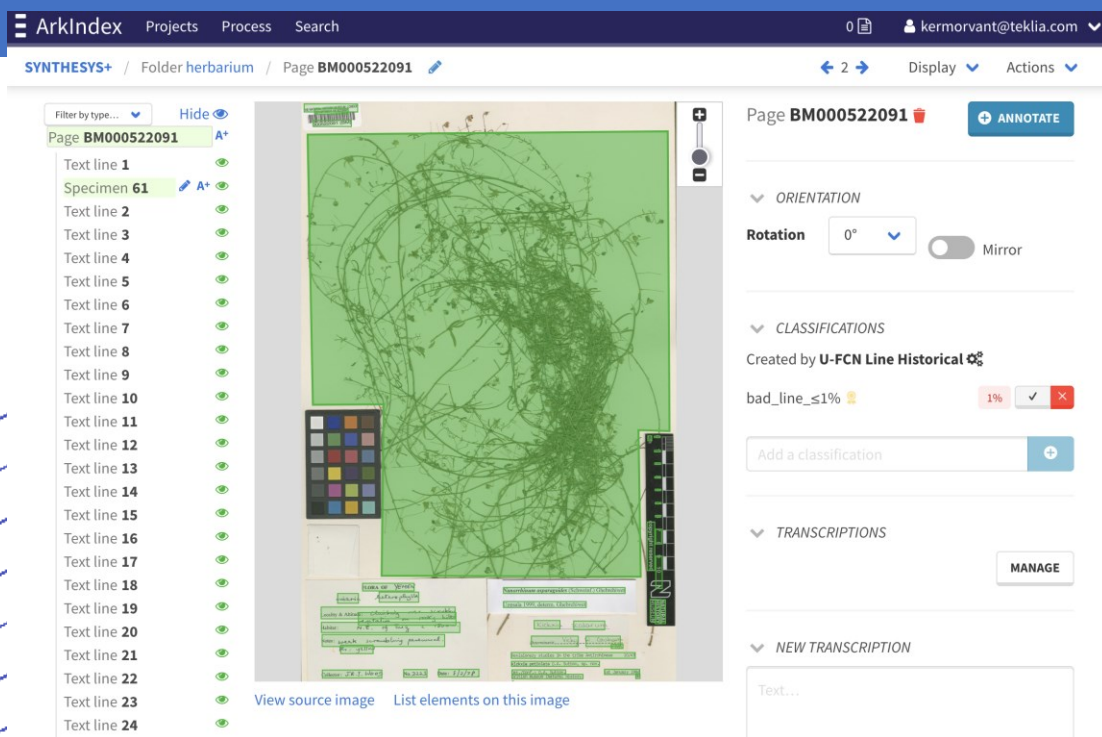 ArkIndex Projects Process Search 0 kermorvant@teklia.com
SYNTHESYS+ / Folder herbarium / Page BM000522091 2 Display Actions
Filter by type... Hide
Page BM000522091 A+
Text line 1
Specimen 61 A+
Text line 2
Text line 3
Text line 4
Text line 5
Text line 6
Text line 7
Text line 8
Text line 9
Text line 10
Text line 11
Text line 12
Text line 13
Text line 14
Text line 15
Text line 16
Text line 17
Text line 18
Text line 19
Text line 20
Text line 21
Text line 22
Text line 23
Text line 24
FLORA OF Yemen
View source image List elements on this image
Page BM000522091 ANNOTATE
ORIENTATION
Rotation 0° Mirror
CLASSIFICATIONS
Created by U-FCN Line Historical
bad_line_≤1% 1%
Add a classification
TRANSCRIPTIONS
MANAGE
NEW TRANSCRIPTION
Text...